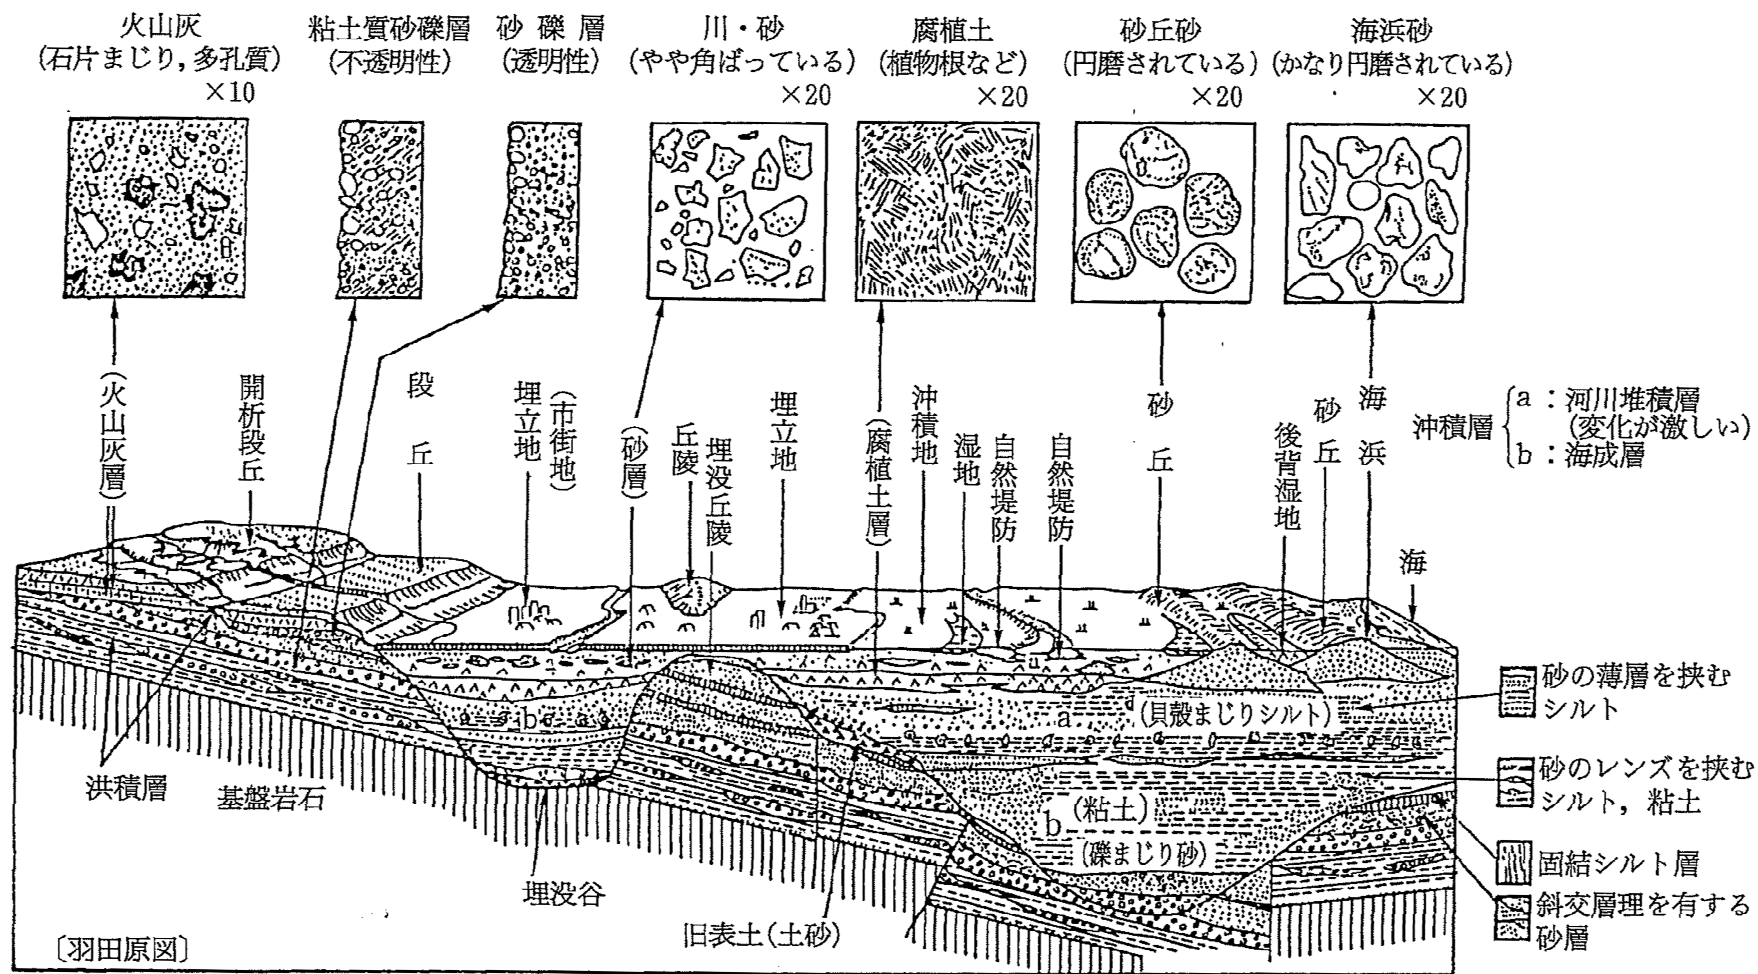 火山灰
(石片まじり，多孔質)
×10
粘土質砂礫層
(不透明性)
砂礫層
(透明性)
川・砂
(やや角ばっている)
×20
腐植土
(植物根など)
×20
砂丘砂
(円磨されている)
×20
海浜砂
(かなり円磨されている)
×20
(火山灰層)
開析段丘
段丘
埋立地
(市街地)
(砂層)
丘陵
埋没丘陵
埋立地
(腐植土層)
沖積地
湿地
自然堤防
自然堤防
砂丘
後背湿地
砂丘
海浜
海
沖積層
a：河川堆積層
(変化が激しい)
b：海成層
b
a
a
d
(貝殻まじりシルト)
b
(粘土)
(礫まじり砂)
砂の薄層を挟む
シルト
砂のレンズを挟む
シルト，粘土
固結シルト層
斜交層理を有する
砂層
洪積層
基盤岩石
埋没谷
旧表土(土砂)
〔羽田原図〕